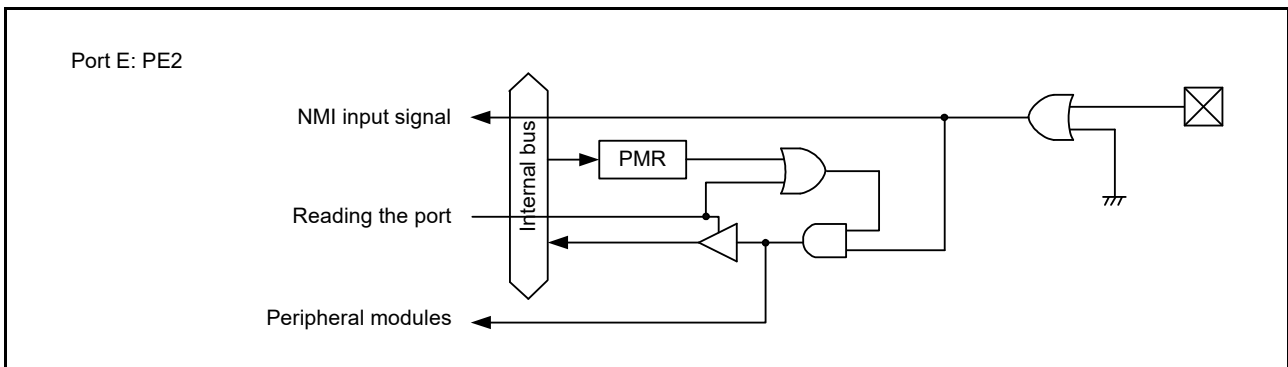 Port E: PE2
NMI input signal
Internal bus
PMR
Reading the port
Peripheral modules